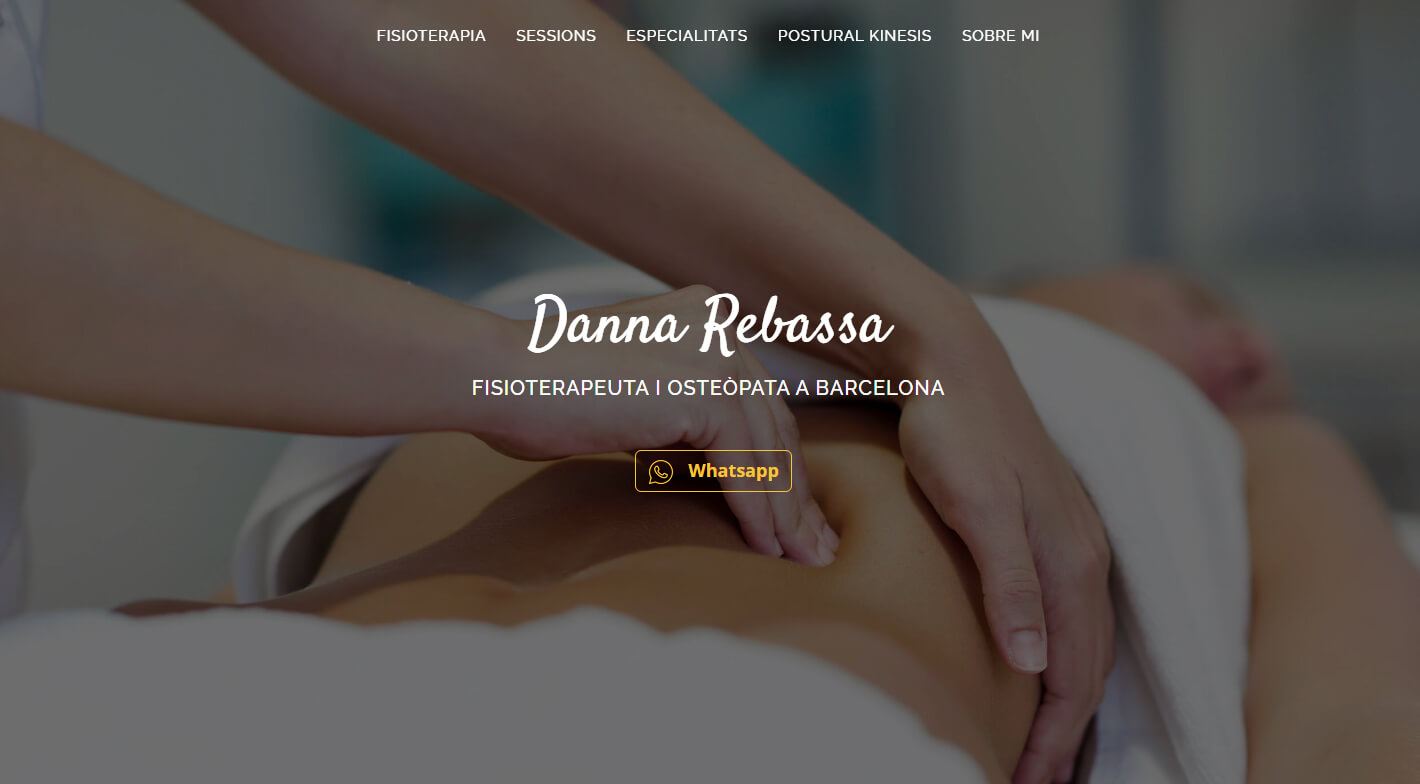 FISIOTERAPIA SESSIONS ESPECIALITATS POSTURAL KINESIS SOBRE MI
Danna Rebassa
FISIOTERAPEUTA I OSTEÒPATA A BARCELONA
Whatsapp